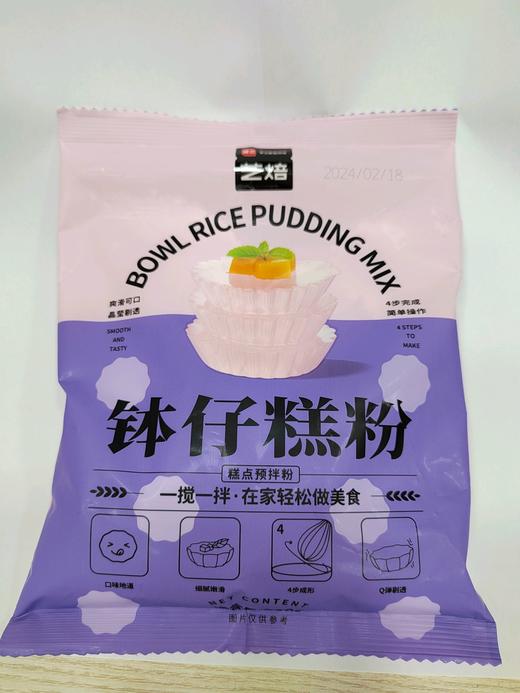 艺焙
2024/02/18
BOWL RICE PUDDING MIX
爽滑可口
晶莹剔透
SMOOTH
AND
TASTY
4步完成
简单操作
4 STEPS
TO
MAKE
钵仔糕粉
糕点预拌粉
一搅一拌·在家轻松做美食
4
口味地道
细腻嫩滑
4步成形
Q弹剔透
NET CONTENT
图片仅供参考